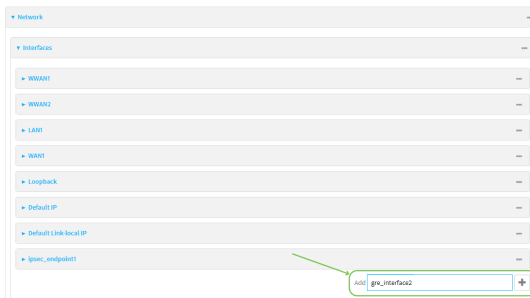 Network
Interfaces
WWAN1
WWAN2
LAN1
WAN1
Loopback
Default IP
Default Link-local IP
ipsec_endpoint1
Add gre_interface2